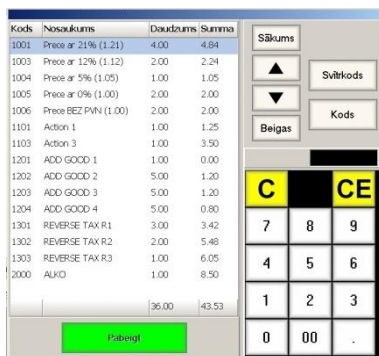 Kods Nosaukums Daudzums Summa
1001 Prece ar 21% (1.21) 4.00 4.84
1003 Prece ar 12% (1.12) 2.00 2.24
1004 Prece ar 5% (1.05) 1.00 1.05
1005 Prece ar 0% (1.00) 2.00 2.00
1006 Prece BEZ PVN (1.00) 2.00 2.00
1101 Action 1 1.00 1.25
1103 Action 3 1.00 3.50
1201 ADD GOOD 1 1.00 0.00
1202 ADD GOOD 2 5.00 1.20
1203 ADD GOOD 3 5.00 1.20
1204 ADD GOOD 4 5.00 0.80
1301 REVERSE TAX R1 3.00 3.42
1302 REVERSE TAX R2 2.00 5.48
1303 REVERSE TAX R3 1.00 6.05
2000 ALKO 1.00 8.50
36.00 43.53
Pabeigt
Sākums
Beigas
Svītrkods
Kods
C CE
7 8 9
4 5 6
1 2 3
0 00 .